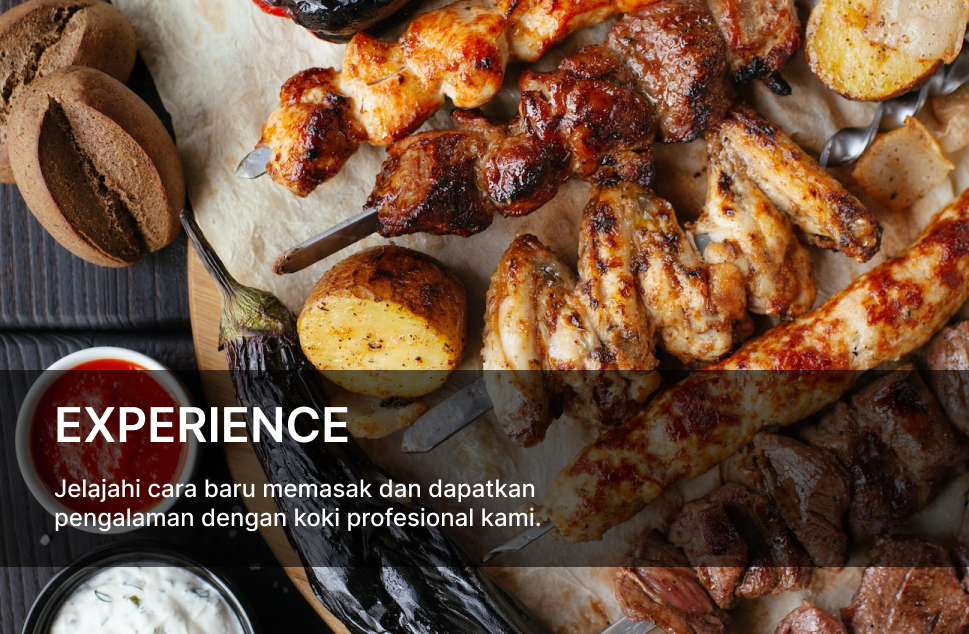 EXPERIENCE
Jelajahi cara baru memasak dan dapatkan
pengalaman dengan koki profesional kami.